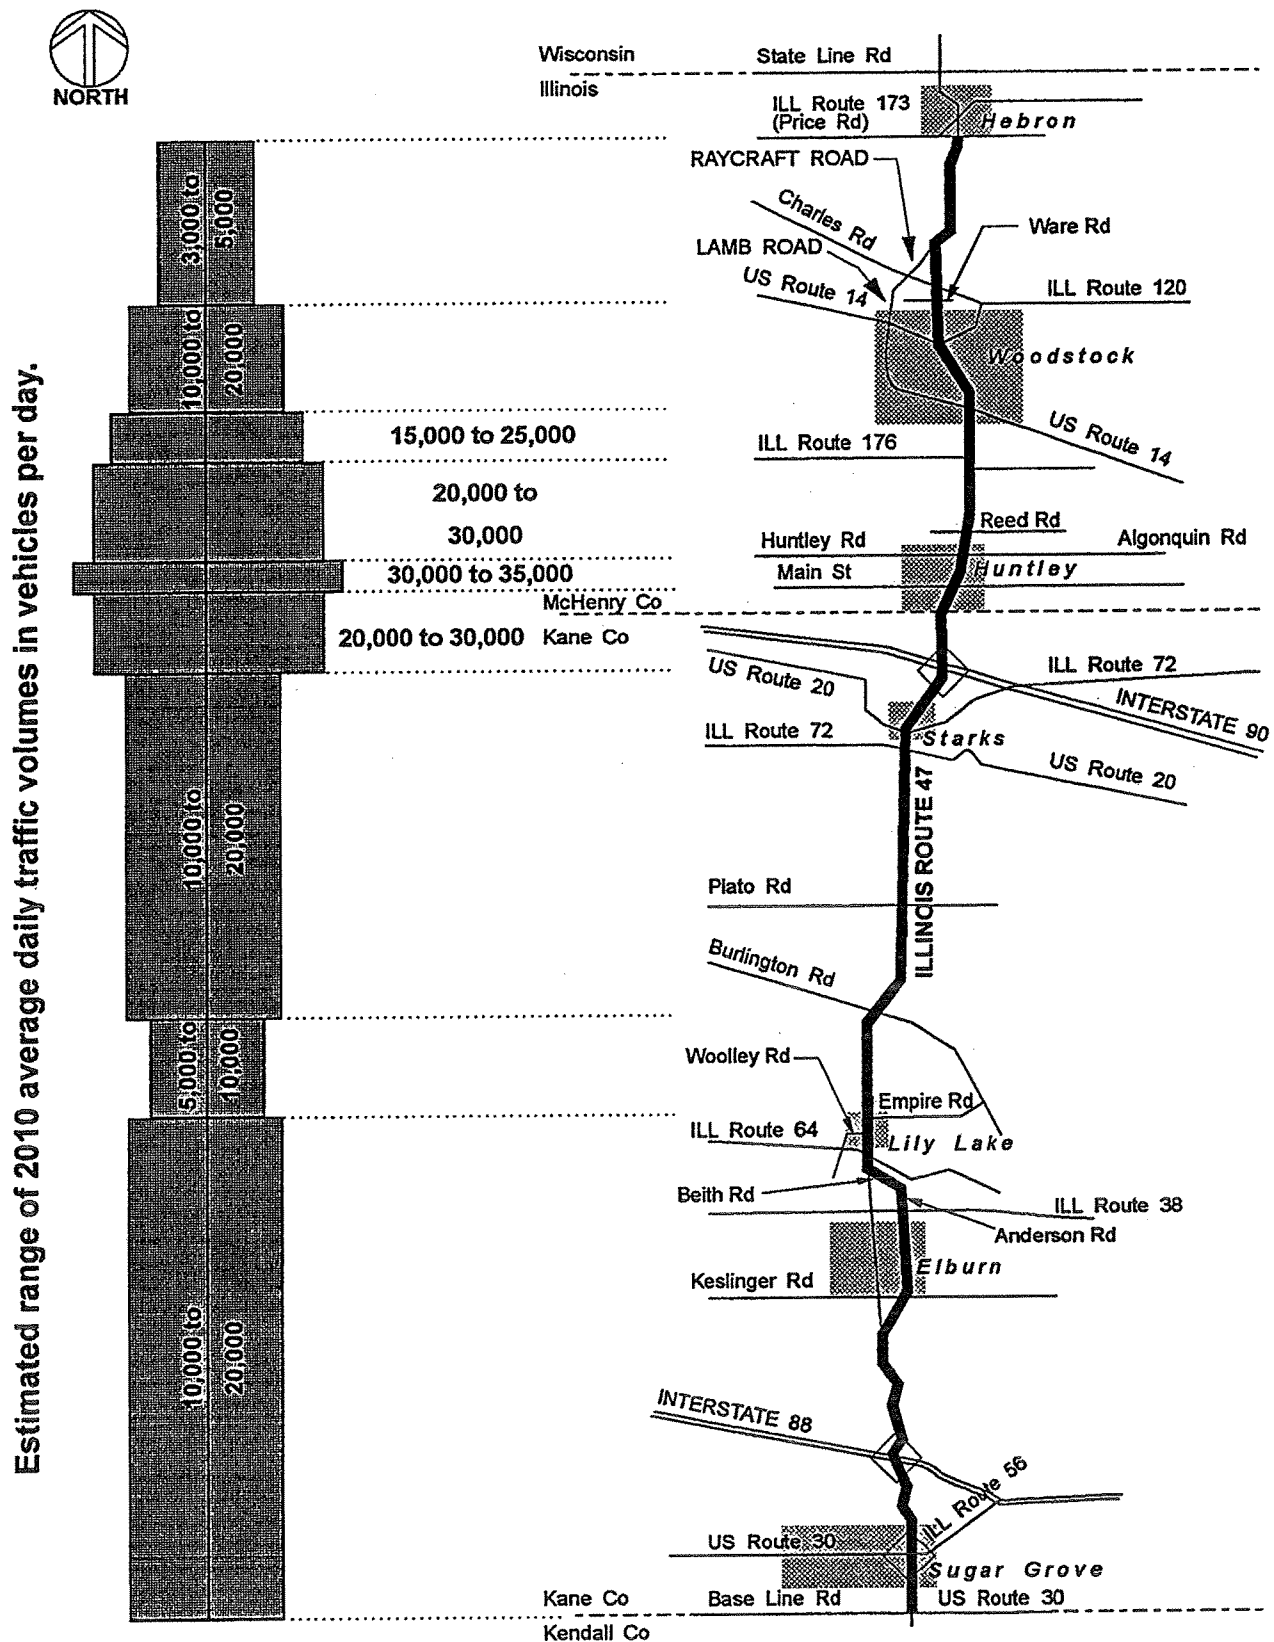 NORTH
Wisconsin
State Line Rd
Illinois
ILL Route 173
(Price Rd)
Hebron
RAYCRAFT ROAD
Charles Rd
Ware Rd
LAMB ROAD
US Route 14
ILL Route 120
Woodstock
US Route 14
ILL Route 176
Reed Rd
Huntley Rd
Algonquin Rd
Main St
Huntley
McHenry Co
Kane Co
US Route 20
ILL Route 72
INTERSTATE 90
ILL Route 72
Starks
US Route 20
ILLINOIS ROUTE 47
Plato Rd
Burlington Rd
Woolley Rd
Empire Rd
ILL Route 64
Lily Lake
Beith Rd
ILL Route 38
Anderson Rd
Elburn
Keslinger Rd
INTERSTATE 88
ILL Route 56
US Route 30
Sugar Grove
Kane Co
Base Line Rd
US Route 30
Kendall Co
Estimated range of 2010 average daily traffic volumes in vehicles per day.
3,000 to
5,000
10,000 to
20,000
15,000 to 25,000
20,000 to
30,000
30,000 to 35,000
20,000 to 30,000
10,000 to
20,000
5,000 to
10,000
10,000 to
20,000